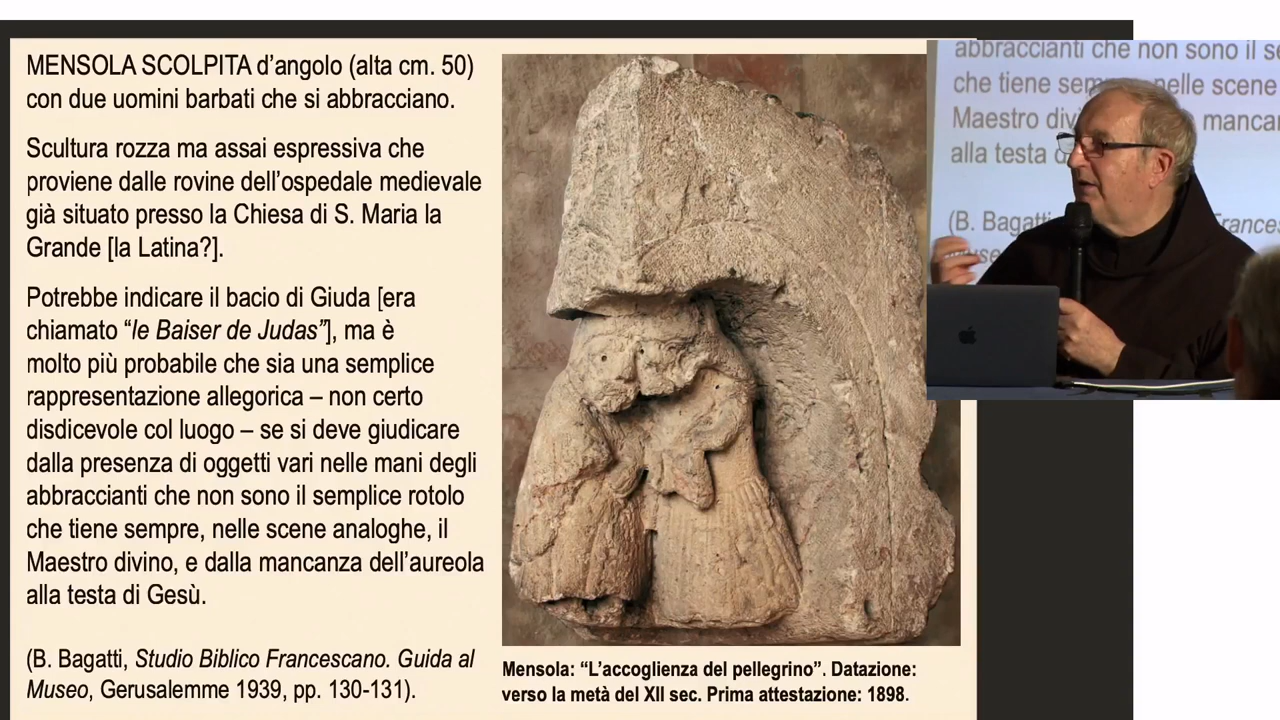 MENSOLA SCOLPITA d’angolo (alta cm. 50)
con due uomini barbati che si abbracciano.
Scultura rozza ma assai espressiva che
proviene dalle rovine dell’ospedale medievale
già situato presso la Chiesa di S. Maria la
Grande [la Latina?].
Potrebbe indicare il bacio di Giuda [era
chiamato “le Baiser de Judas”], ma è
molto più probabile che sia una semplice
rappresentazione allegorica – non certo
disdicevole col luogo – se si deve giudicare
dalla presenza di oggetti vari nelle mani degli
abbraccianti che non sono il semplice rotolo
che tiene sempre, nelle scene analoghe, il
Maestro divino, e dalla mancanza dell’aureola
alla testa di Gesù.
(B. Bagatti, Studio Biblico Francescano. Guida al
Museo, Gerusalemme 1939, pp. 130-131).
Mensola: “L’accoglienza del pellegrino”. Datazione:
verso la metà del XII sec. Prima attestazione: 1898.
abbraccianti che non sono il se
che tiene sem nelle scene
Maestro div mancan
alla testa d
(B. Bagatt Frances